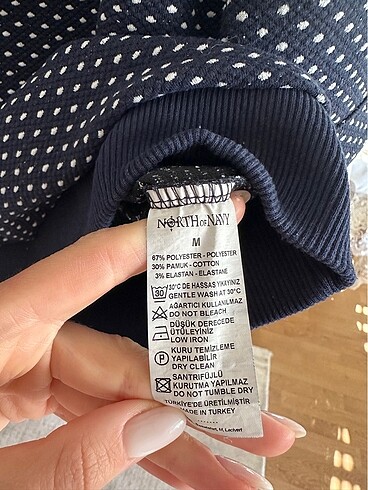 NORTH OF NAVY
M
67% POLYESTER - POLYESTER
30% PAMUK - COTTON
3% ELASTAN - ELASTANE
30
30°C DE HASSAS YIKAYINIZ
GENTLE WASH AT 30°C
AĞARTICI KULLANILMAZ
DO NOT BLEACH
DÜŞÜK DERECEDE
ÜTÜLEYİNİZ
LOW IRON
P
KURU TEMİZLEME
YAPILABİLİR
DRY CLEAN
SANTRİFÜJLÜ
KURUTMA YAPILMAZ
DO NOT TUMBLE DRY
TÜRKİYE'DE ÜRETİLMİŞTİR
MADE IN TURKEY
M, Lacivert